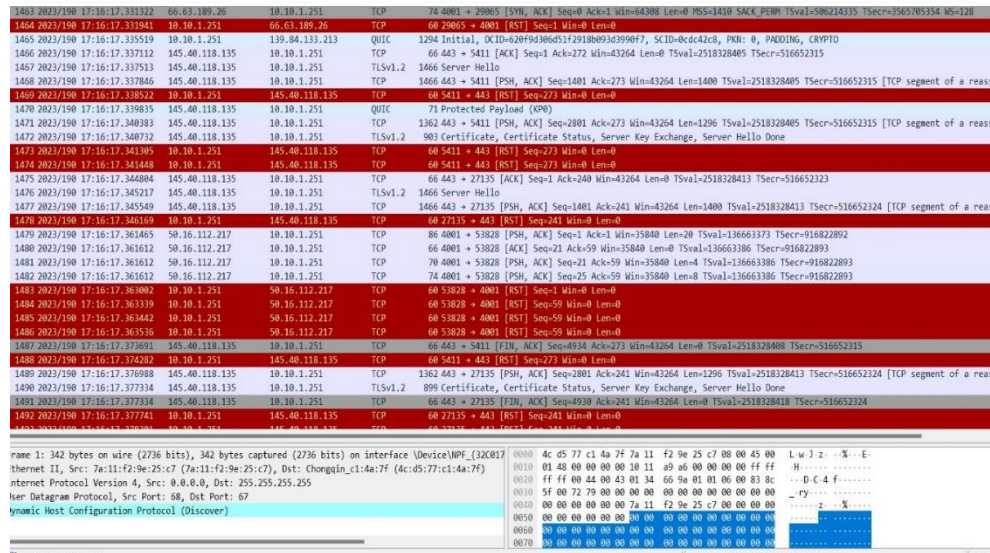 1463 2023/190 17:16:17.331322 66.63.189.26 10.10.1.251 TCP 74 4001 → 29065 [SYN, ACK] Seq=0 Ack=1 Win=64308 Len=0 MSS=1410 SACK_PERM TSval=506214335 TSecr=3565705354 WS=128
1464 2023/190 17:16:17.331941 10.10.1.251 66.63.189.26 TCP 60 29065 → 4001 [RST] Seq=1 Win=0 Len=0
1465 2023/190 17:16:17.335519 10.10.1.251 139.84.133.213 QUIC 1294 Initial, DCID=620f9d306d51f2918b093d3990f7, SCID=0cdc42c8, PKN: 0, PADDING, CRYPTO
1466 2023/190 17:16:17.337112 145.40.118.135 10.10.1.251 TCP 66 443 → 5411 [ACK] Seq=1 Ack=272 Win=43264 Len=0 TSval=2518328405 TSecr=516652315
1467 2023/190 17:16:17.337513 145.40.118.135 10.10.1.251 TLSv1.2 1466 Server Hello
1468 2023/190 17:16:17.337846 145.40.118.135 10.10.1.251 TCP 1466 443 → 5411 [PSH, ACK] Seq=1401 Ack=273 Win=43264 Len=1400 TSval=2518328405 TSecr=516652315 [TCP segment of a reas
1469 2023/190 17:16:17.338522 10.10.1.251 145.40.118.135 TCP 60 5411 → 443 [RST] Seq=273 Win=0 Len=0
1470 2023/190 17:16:17.339835 145.40.118.135 10.10.1.251 QUIC 71 Protected Payload (KP0)
1471 2023/190 17:16:17.340383 145.40.118.135 10.10.1.251 TCP 1362 443 → 5411 [PSH, ACK] Seq=2801 Ack=273 Win=43264 Len=1296 TSval=2518328405 TSecr=516652315 [TCP segment of a reas
1472 2023/190 17:16:17.340732 145.40.118.135 10.10.1.251 TLSv1.2 903 Certificate, Certificate Status, Server Key Exchange, Server Hello Done
1473 2023/190 17:16:17.341305 10.10.1.251 145.40.118.135 TCP 60 5411 → 443 [RST] Seq=273 Win=0 Len=0
1474 2023/190 17:16:17.341448 10.10.1.251 145.40.118.135 TCP 60 5411 → 443 [RST] Seq=273 Win=0 Len=0
1475 2023/190 17:16:17.344804 145.40.118.135 10.10.1.251 TCP 66 443 → 27135 [ACK] Seq=1 Ack=240 Win=43264 Len=0 TSval=2518328413 TSecr=516652323
1476 2023/190 17:16:17.345217 145.40.118.135 10.10.1.251 TLSv1.2 1466 Server Hello
1477 2023/190 17:16:17.345549 145.40.118.135 10.10.1.251 TCP 1466 443 → 27135 [PSH, ACK] Seq=1401 Ack=241 Win=43264 Len=1400 TSval=2518328413 TSecr=516652324 [TCP segment of a reas
1478 2023/190 17:16:17.346169 10.10.1.251 145.40.118.135 TCP 60 27135 → 443 [RST] Seq=241 Win=0 Len=0
1479 2023/190 17:16:17.361465 50.16.112.217 10.10.1.251 TCP 86 4001 → 53828 [PSH, ACK] Seq=1 Ack=1 Win=35840 Len=20 TSval=136663373 TSecr=916822892
1480 2023/190 17:16:17.361612 50.16.112.217 10.10.1.251 TCP 66 4001 → 53828 [ACK] Seq=21 Ack=59 Win=35840 Len=0 TSval=136663386 TSecr=916822893
1481 2023/190 17:16:17.361612 50.16.112.217 10.10.1.251 TCP 70 4001 → 53828 [PSH, ACK] Seq=21 Ack=59 Win=35840 Len=4 TSval=136663386 TSecr=916822893
1482 2023/190 17:16:17.361612 50.16.112.217 10.10.1.251 TCP 74 4001 → 53828 [PSH, ACK] Seq=25 Ack=59 Win=35840 Len=8 TSval=136663386 TSecr=916822893
1483 2023/190 17:16:17.363002 10.10.1.251 50.16.112.217 TCP 60 53828 → 4001 [RST] Seq=1 Win=0 Len=0
1484 2023/190 17:16:17.363339 10.10.1.251 50.16.112.217 TCP 60 53828 → 4001 [RST] Seq=59 Win=0 Len=0
1485 2023/190 17:16:17.363442 10.10.1.251 50.16.112.217 TCP 60 53828 → 4001 [RST] Seq=59 Win=0 Len=0
1486 2023/190 17:16:17.363536 10.10.1.251 50.16.112.217 TCP 60 53828 → 4001 [RST] Seq=59 Win=0 Len=0
1487 2023/190 17:16:17.373691 145.40.118.135 10.10.1.251 TCP 66 443 → 5411 [FIN, ACK] Seq=4934 Ack=273 Win=43264 Len=0 TSval=2518328408 TSecr=516652315
1488 2023/190 17:16:17.374282 10.10.1.251 145.40.118.135 TCP 60 5411 → 443 [RST] Seq=273 Win=0 Len=0
1489 2023/190 17:16:17.376988 145.40.118.135 10.10.1.251 TCP 1362 443 → 27135 [PSH, ACK] Seq=2801 Ack=241 Win=43264 Len=1296 TSval=2518328413 TSecr=516652324 [TCP segment of a reas
1490 2023/190 17:16:17.377334 145.40.118.135 10.10.1.251 TLSv1.2 899 Certificate, Certificate Status, Server Key Exchange, Server Hello Done
1491 2023/190 17:16:17.377334 145.40.118.135 10.10.1.251 TCP 66 443 → 27135 [FIN, ACK] Seq=4930 Ack=241 Win=43264 Len=0 TSval=2518328418 TSecr=516652324
1492 2023/190 17:16:17.377741 10.10.1.251 145.40.118.135 TCP 60 27135 → 443 [RST] Seq=241 Win=0 Len=0
rame 1: 342 bytes on wire (2736 bits), 342 bytes captured (2736 bits) on interface \Device\NPF_{32C017
thernet II, Src: 7a:11:f2:9e:25:c7 (7a:11:f2:9e:25:c7), Dst: Chongqin_c1:4a:7f (4c:d5:77:c1:4a:7f)
nternet Protocol Version 4, Src: 0.0.0.0, Dst: 255.255.255.255
ser Datagram Protocol, Src Port: 68, Dst Port: 67
ynamic Host Configuration Protocol (Discover)
0000 4c d5 77 c1 4a 7f 7a 11 f2 9e 25 c7 08 00 45 00 L·w·J·z· ··%···E·
0010 01 48 00 00 00 00 10 11 a9 a6 00 00 00 00 ff ff ·H······ ········
0020 ff ff 00 44 00 43 01 34 66 9a 01 01 06 00 83 8c ···D·C·4 f·······
0030 5f 00 72 79 00 00 00 00 00 00 00 00 00 00 00 00 _·ry···· ········
0040 00 00 00 00 00 00 7a 11 f2 9e 25 c7 00 00 00 00 ······z· ··%·····
0050 00 00 00 00 00 00 00 00 00 00 00 00 00 00 00 00 ········ ········
0060 00 00 00 00 00 00 00 00 00 00 00 00 00 00 00 00 ········ ········
0070 00 00 00 00 00 00 00 00 00 00 00 00 00 00 00 00 ········ ········